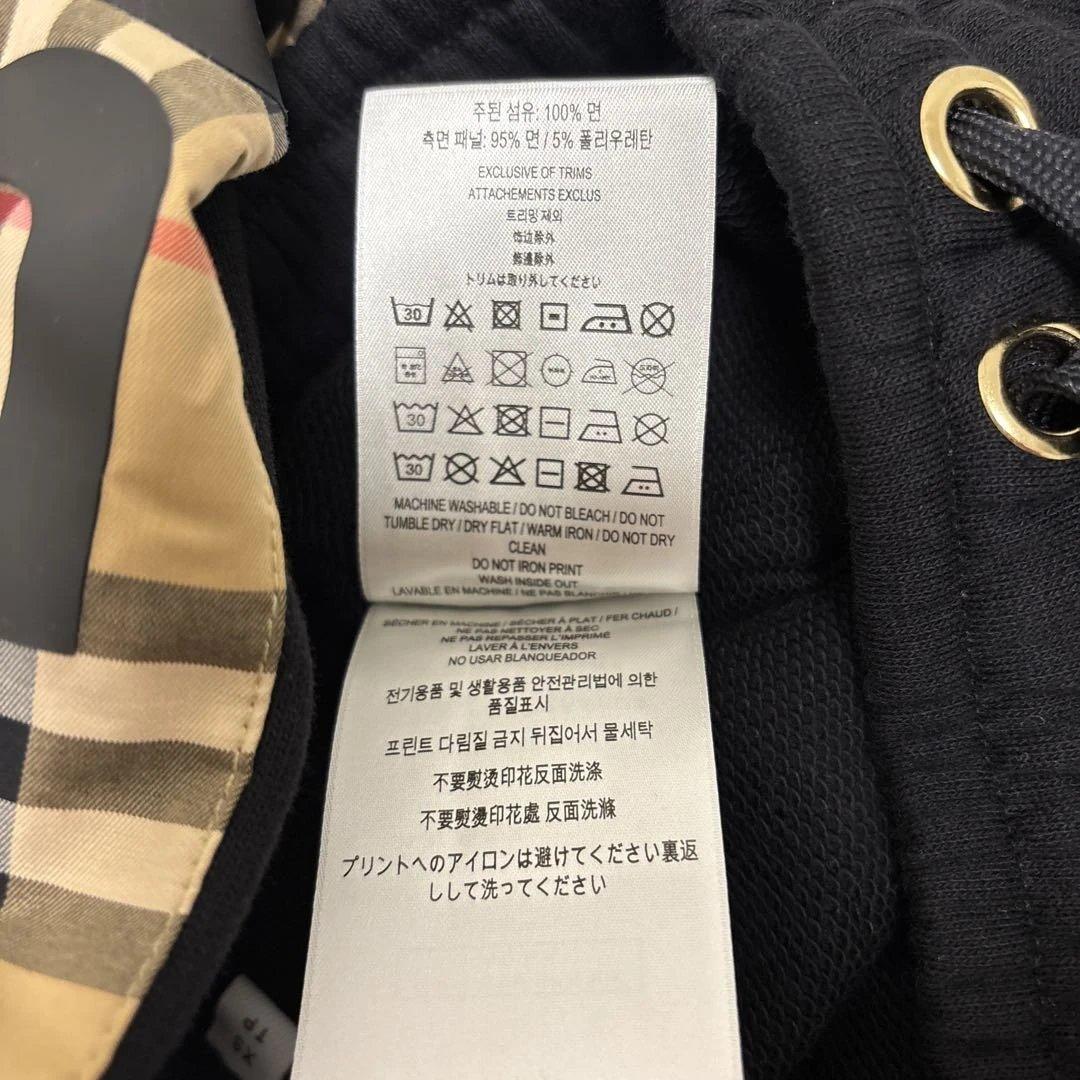 주된 섬유: 100% 면
측면 패널: 95% 면 / 5% 폴리우레탄
EXCLUSIVE OF TRIMS
ATTACHEMENTS EXCLUS
트리밍 제외
饰边除外
飾邊除外
トリムは取り外してください
30
30
30
MACHINE WASHABLE / DO NOT BLEACH / DO NOT
TUMBLE DRY / DRY FLAT / WARM IRON / DO NOT DRY
CLEAN
DO NOT IRON PRINT
WASH INSIDE OUT
LAVABLE EN MACHINE / NE PAS BLANCHIR /
SÉCHER EN MACHINE / SÉCHER À PLAT / FER CHAUD /
NE PAS NETTOYER À SEC
NE PAS REPASSER L'IMPRIMÉ
LAVER À L'ENVERS
NO USAR BLANQUEADOR
전기용품 및 생활용품 안전관리법에 의한
품질표시
프린트 다림질 금지 뒤집어서 물세탁
不要熨烫印花反面洗涤
不要熨燙印花處 反面洗滌
プリントへのアイロンは避けてください裏返
しして洗ってください
XS
TP